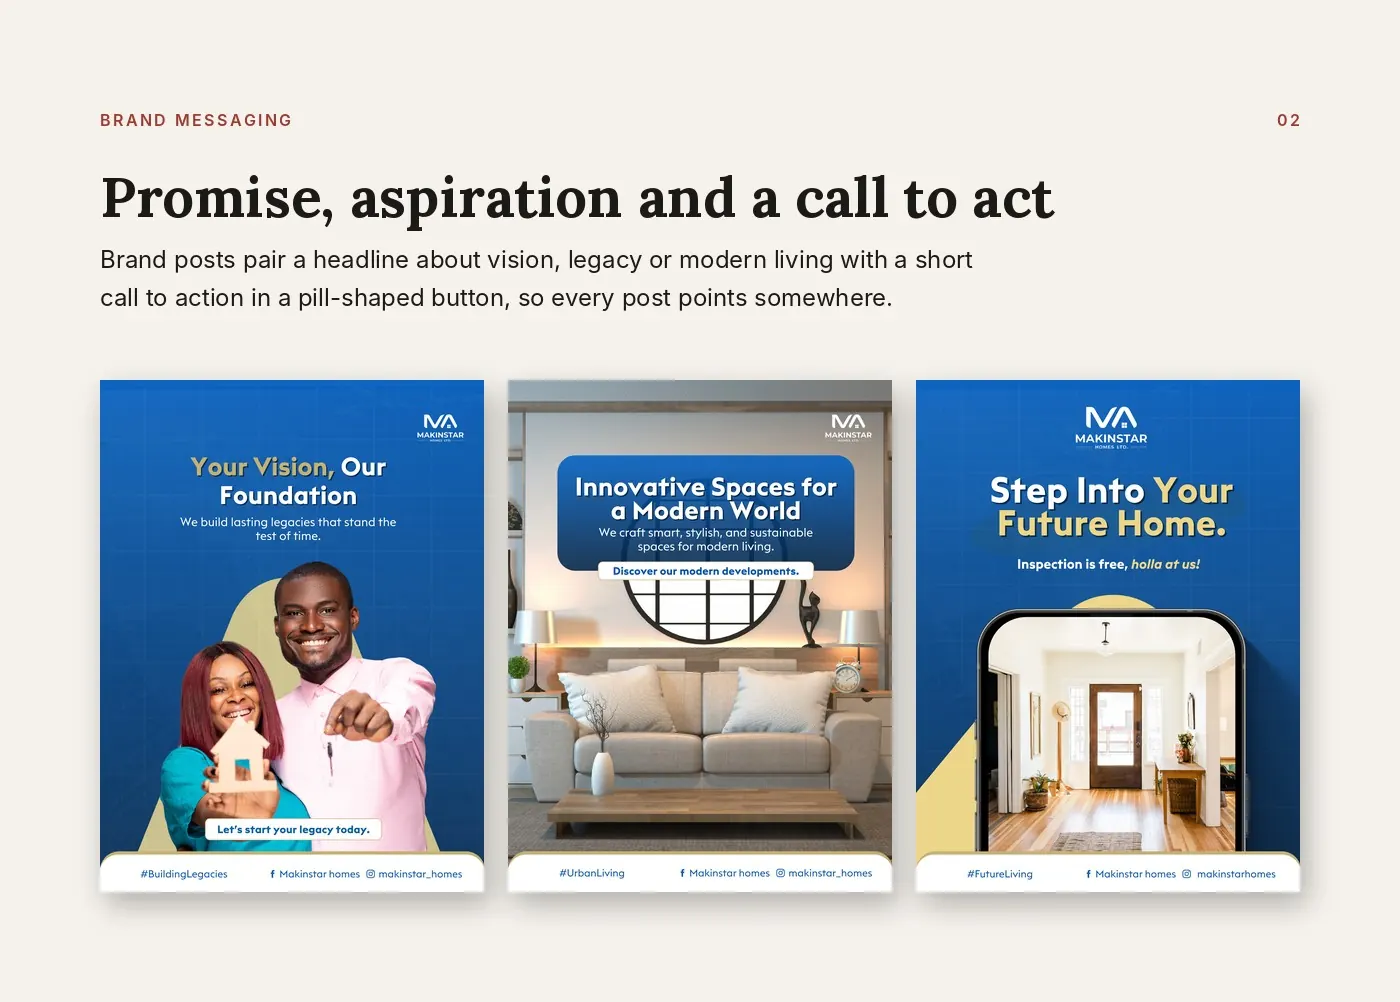 BRAND MESSAGING
02
Promise, aspiration and a call to act
Brand posts pair a headline about vision, legacy or modern living with a short
call to action in a pill-shaped button, so every post points somewhere.
MAKINSTAR
HOMES LTD.
Your Vision, Our
Foundation
We build lasting legacies that stand the
test of time.
Let's start your legacy today.
#BuildingLegacies
Makinstar homes
makinstar_homes
MAKINSTAR
HOMES LTD.
Innovative Spaces for
a Modern World
We craft smart, stylish, and sustainable
spaces for modern living.
Discover our modern developments.
#UrbanLiving
Makinstar homes
makinstar_homes
MAKINSTAR
HOMES LTD.
Step Into Your
Future Home.
Inspection is free, holla at us!
#FutureLiving
Makinstar homes
makinstarhomes